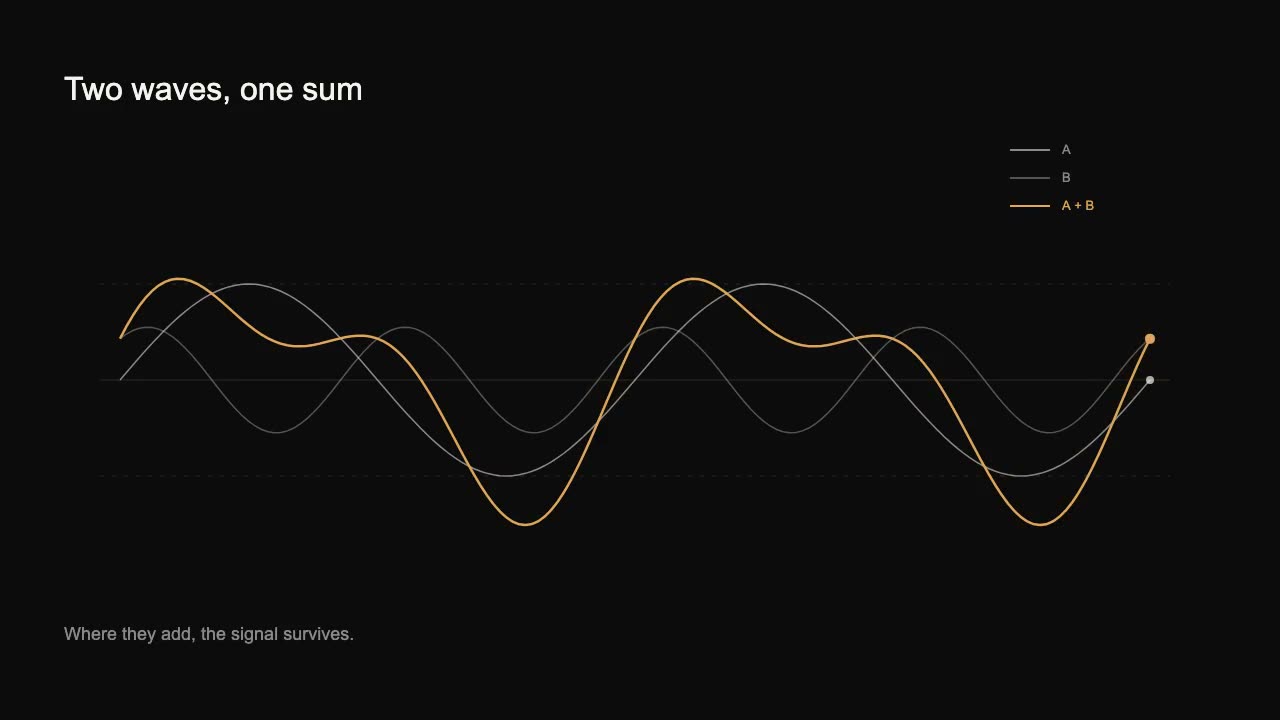 Two waves, one sum
A
B
A + B
Where they add, the signal survives.